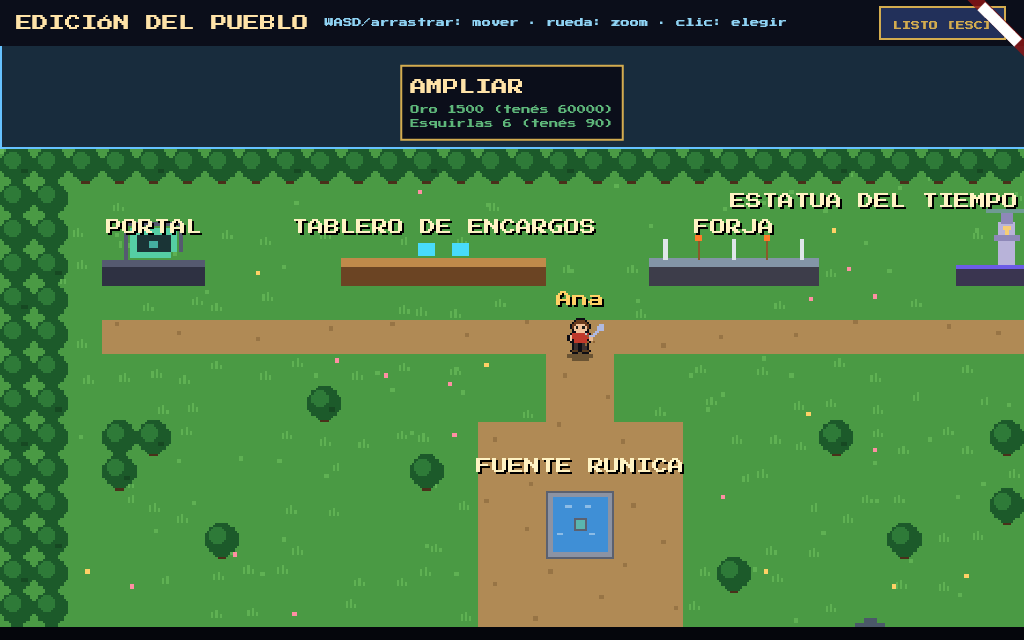 EDICIóN DEL PUEBLO
WASD/arrastrar: mover · rueda: zoom · clic: elegir
LISTO [ESC]
AMPLIAR
Oro 1500 (tenés 60000)
Esquirlas 6 (tenés 90)
ESTATUA DEL TIEMPO
PORTAL
TABLERO DE ENCARGOS
FORJA
Ana
FUENTE RUNICA